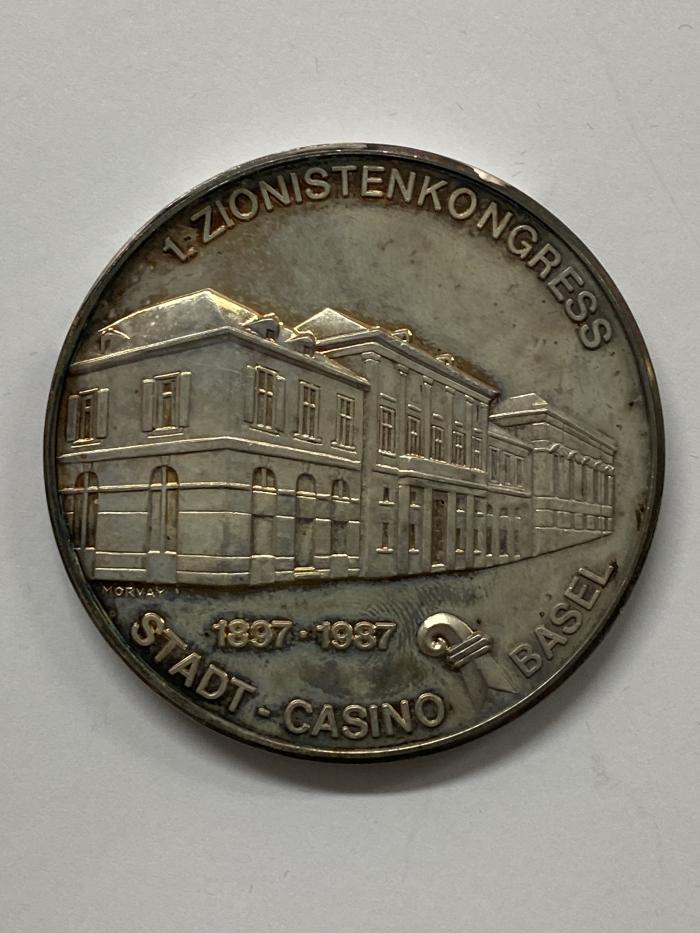 1. ZIONISTENKONGRESS
MORVAY
1897 · 1987
STADT - CASINO BASEL